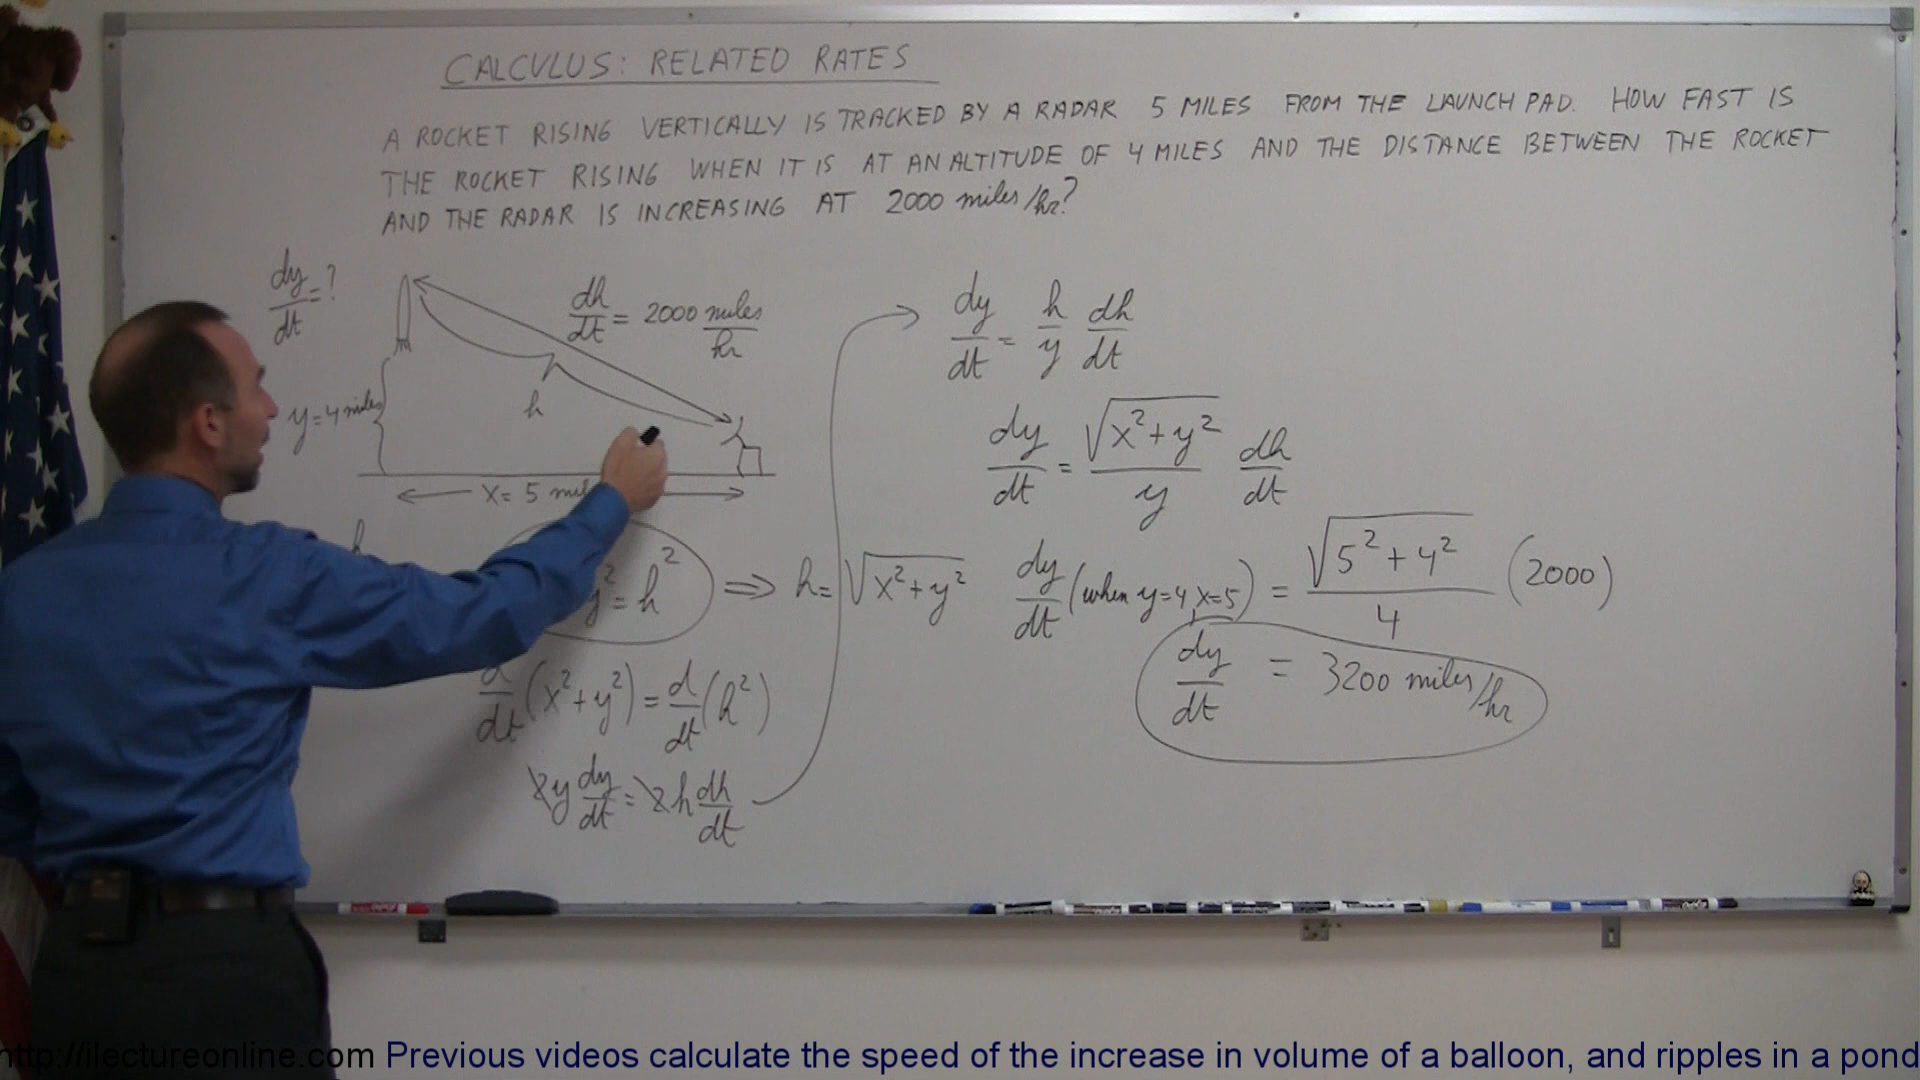 CALCULUS: RELATED RATES
A ROCKET RISING VERTICALLY IS TRACKED BY A RADAR 5 MILES FROM THE LAUNCH PAD. HOW FAST IS
THE ROCKET RISING WHEN IT IS AT AN ALTITUDE OF 4 MILES AND THE DISTANCE BETWEEN THE ROCKET
AND THE RADAR IS INCREASING AT 2000 miles/hr?
dy/dt = ?
dh/dt = 2000 miles/hr
y = 4 miles
h
x = 5
h
y² = h² ⇒ h = √(x² + y²)
d/dt (x² + y²) = d/dt (h²)
2y dy/dt = 2h dh/dt
dy/dt = h/y dh/dt
dy/dt = √(x² + y²)/y dh/dt
dy/dt (when y=4, x=5) = √(5² + 4²)/4 (2000)
dy/dt = 3200 miles/hr
http://ilectureonline.com Previous videos calculate the speed of the increase in volume of a balloon, and ripples in a pond